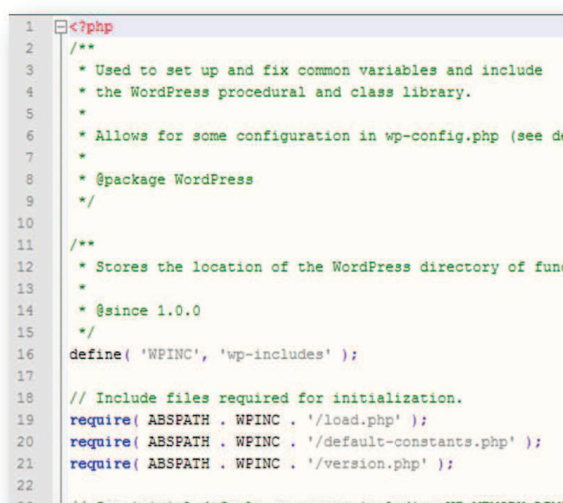 1 <?php
2 /**
3 * Used to set up and fix common variables and include
4 * the WordPress procedural and class library.
5 *
6 * Allows for some configuration in wp-config.php (see
7 *
8 * @package WordPress
9 */
10
11 /**
12 * Stores the location of the WordPress directory of
13 *
14 * @since 1.0.0
15 */
16 define( 'WPINC', 'wp-includes' );
17
18 // Include files required for initialization.
19 require( ABSPATH . WPINC . '/load.php' );
20 require( ABSPATH . WPINC . '/default-constants.php' );
21 require( ABSPATH . WPINC . '/version.php' );
22